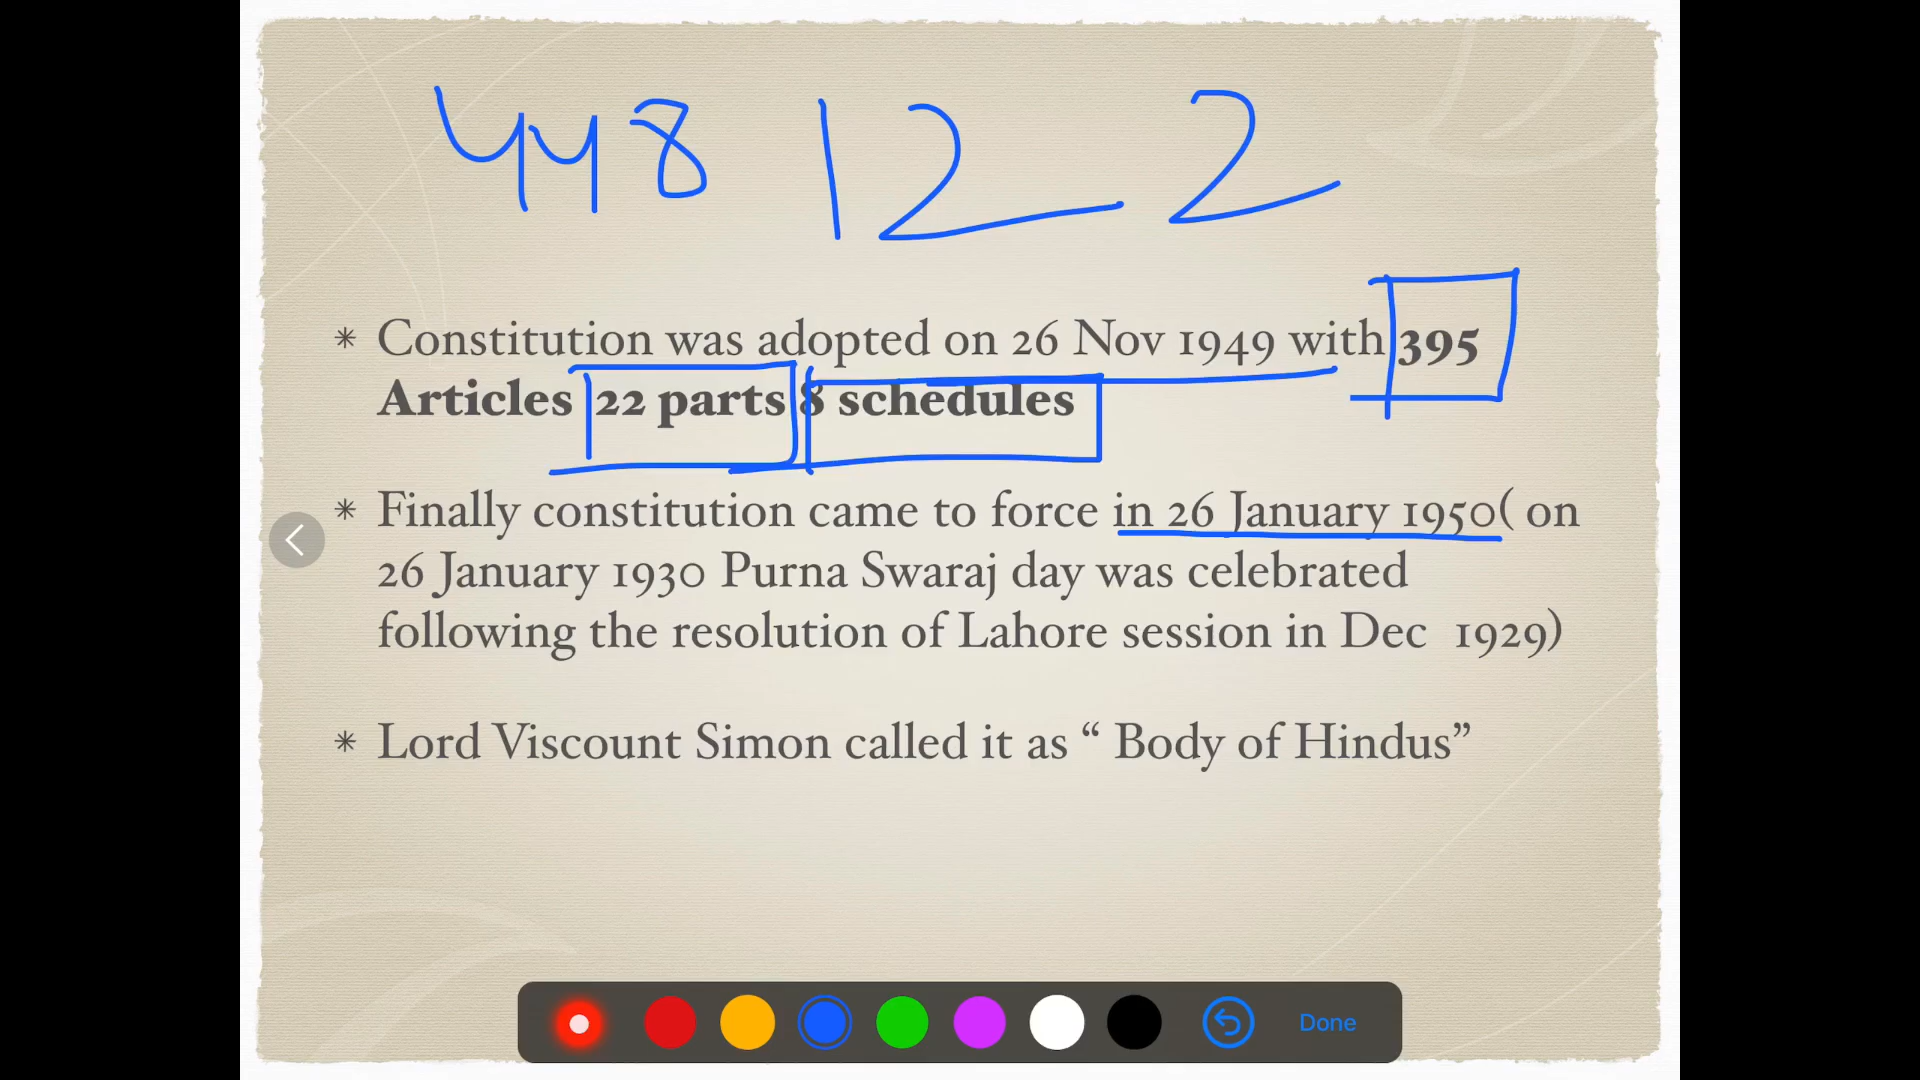 448 12 2
* Constitution was adopted on 26 Nov 1949 with 395
Articles 22 parts 8 schedules
* Finally constitution came to force in 26 January 1950( on
26 January 1930 Purna Swaraj day was celebrated
following the resolution of Lahore session in Dec 1929)
* Lord Viscount Simon called it as “ Body of Hindus”
Done